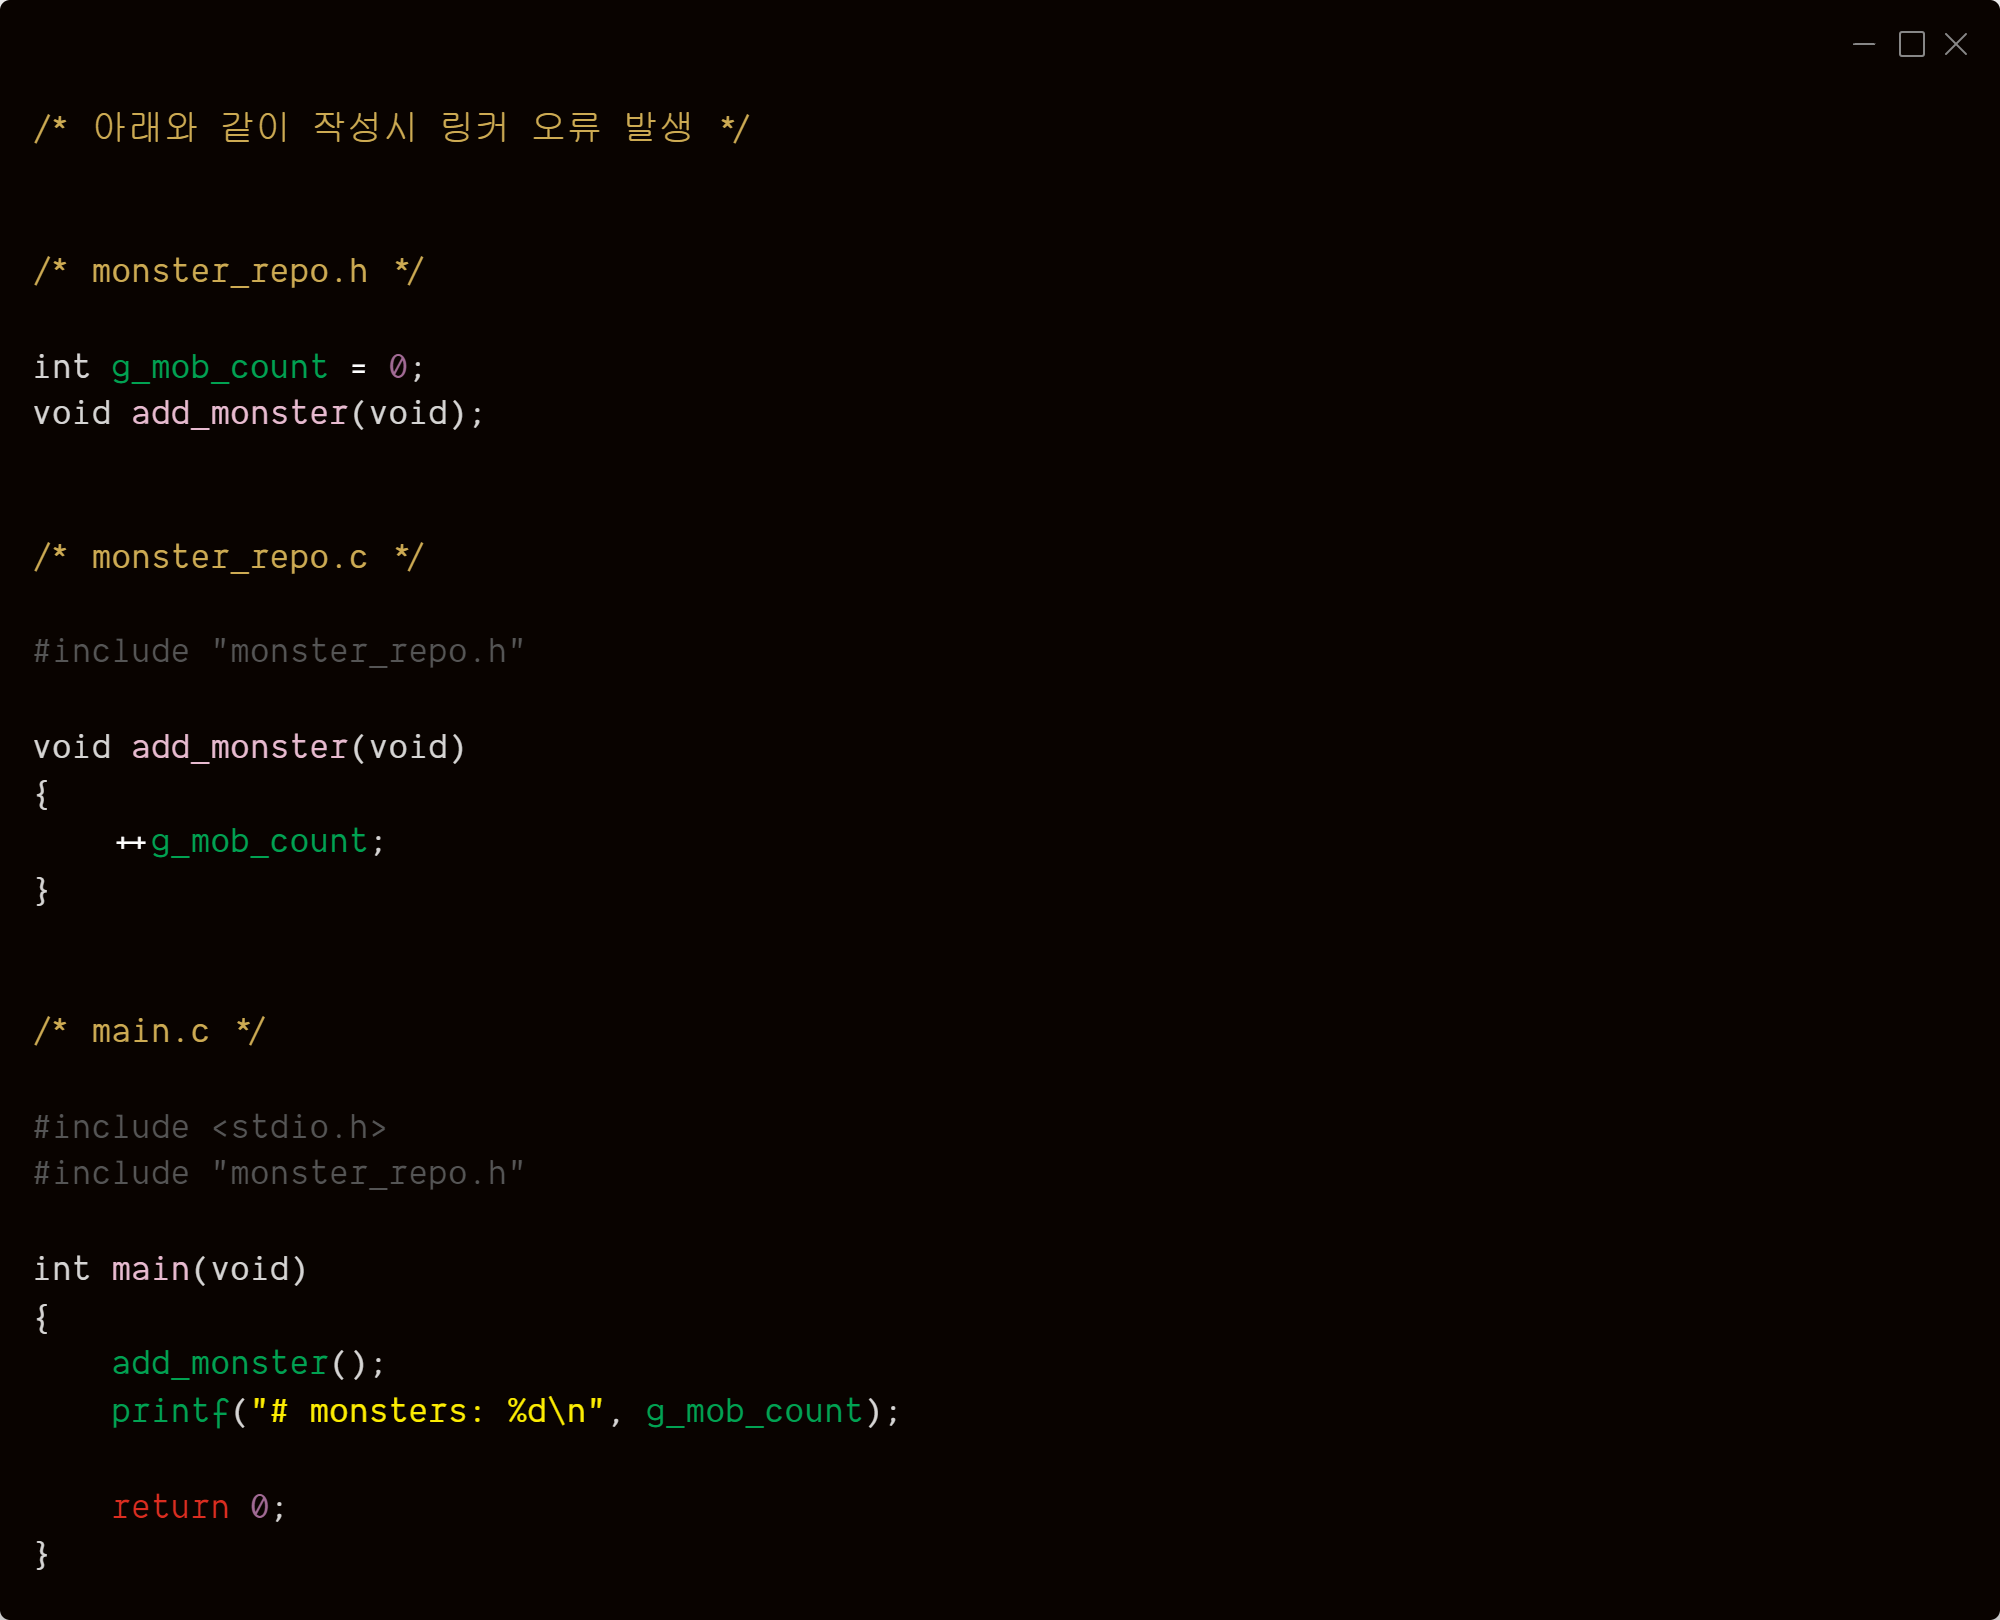 /* 아래와 같이 작성시 링커 오류 발생 */
/* monster_repo.h */
int g_mob_count = 0;
void add_monster(void);
/* monster_repo.c */
#include "monster_repo.h"
void add_monster(void)
{
    ++g_mob_count;
}
/* main.c */
#include <stdio.h>
#include "monster_repo.h"
int main(void)
{
    add_monster();
    printf("# monsters: %d\n", g_mob_count);
    return 0;
}